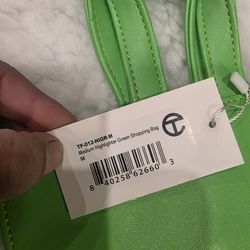 TF-012-HIGR-M
Medium Highlighter Green Shopping Bag
M
8 40258 62660 3